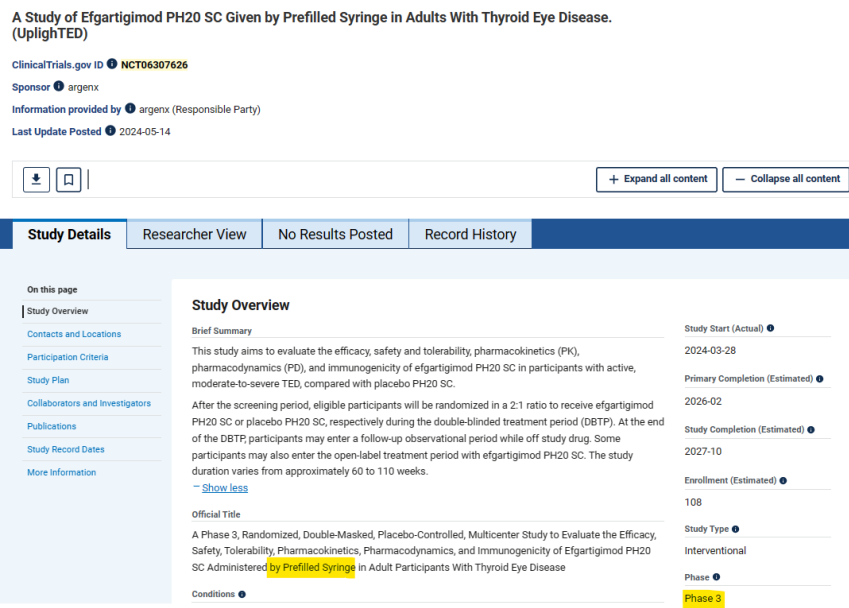 A Study of Efgartigimod PH20 SC Given by Prefilled Syringe in Adults With Thyroid Eye Disease.
(UplighTED)
ClinicalTrials.gov ID NCT06307626
Sponsor argenx
Information provided by argenx (Responsible Party)
Last Update Posted 2024-05-14
+ Expand all content
— Collapse all content
Study Details
Researcher View
No Results Posted
Record History
On this page
Study Overview
Contacts and Locations
Participation Criteria
Study Plan
Collaborators and Investigators
Publications
Study Record Dates
More Information
Study Overview
Brief Summary
This study aims to evaluate the efficacy, safety and tolerability, pharmacokinetics (PK),
pharmacodynamics (PD), and immunogenicity of efgartigimod PH20 SC in participants with active,
moderate-to-severe TED, compared with placebo PH20 SC.
After the screening period, eligible participants will be randomized in a 2:1 ratio to receive efgartigimod
PH20 SC or placebo PH20 SC, respectively during the double-blinded treatment period (DBTP). At the end
of the DBTP, participants may enter a follow-up observational period while off study drug. Some
participants may also enter the open-label treatment period with efgartigimod PH20 SC. The study
duration varies from approximately 60 to 110 weeks.
— Show less
Official Title
A Phase 3, Randomized, Double-Masked, Placebo-Controlled, Multicenter Study to Evaluate the Efficacy,
Safety, Tolerability, Pharmacokinetics, Pharmacodynamics, and Immunogenicity of Efgartigimod PH20
SC Administered by Prefilled Syringe in Adult Participants With Thyroid Eye Disease
Conditions
Study Start (Actual)
2024-03-28
Primary Completion (Estimated)
2026-02
Study Completion (Estimated)
2027-10
Enrollment (Estimated)
108
Study Type
Interventional
Phase
Phase 3